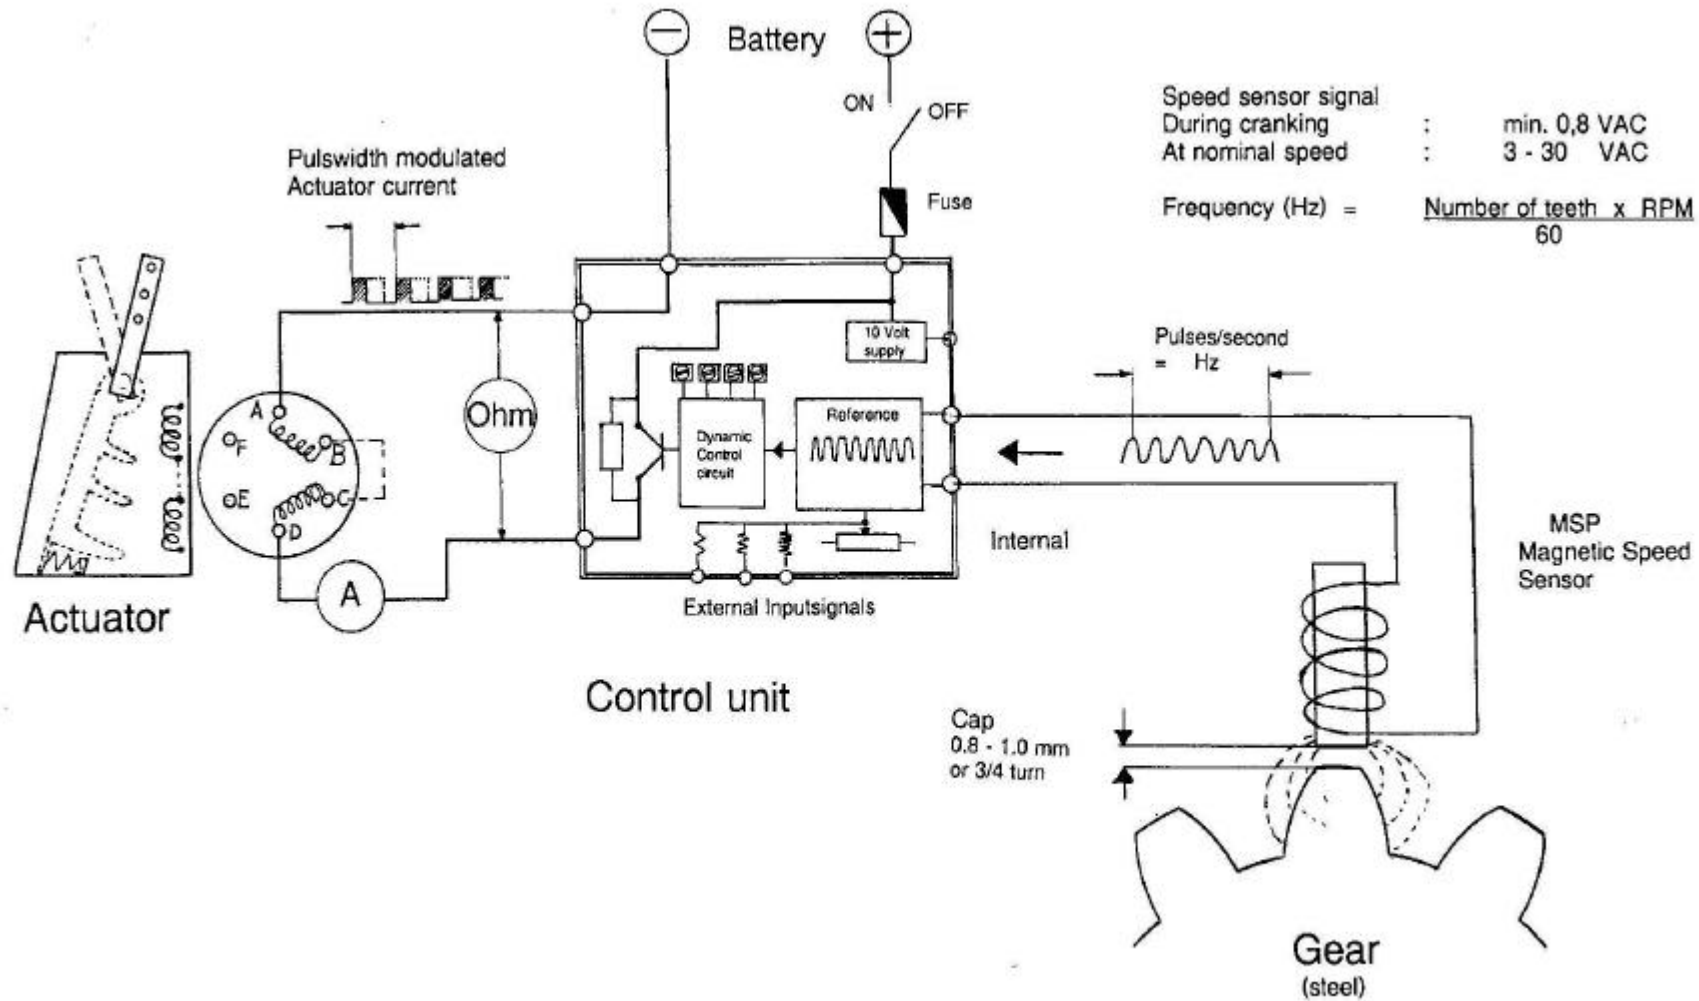 Battery
ON
OFF
Fuse
Speed sensor signal
During cranking : min. 0,8 VAC
At nominal speed : 3 - 30 VAC
Frequency (Hz) = Number of teeth x RPM
60
Pulswidth modulated
Actuator current
10 Volt
supply
Pulses/second
= Hz
A
B
C
D
E
F
Ohm
A
Dynamic
Control
circuit
Reference
Internal
External Inputsignals
Actuator
Control unit
MSP
Magnetic Speed
Sensor
Cap
0.8 - 1.0 mm
or 3/4 turn
Gear
(steel)